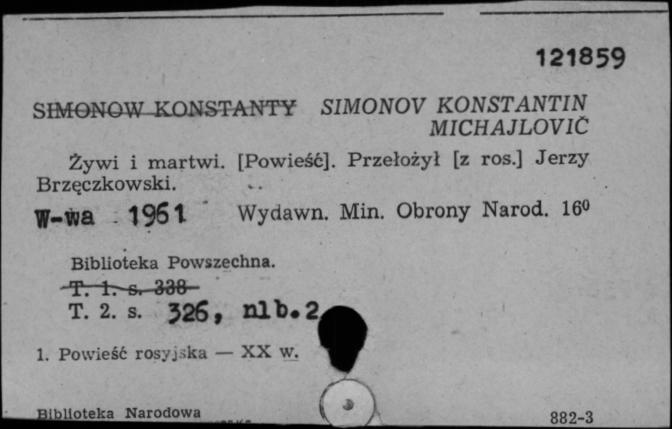 121859
SIMONOW KONSTANTY SIMONOV KONSTANTIN
MICHAJLOVIČ
Żywi i martwi. [Powieść]. Przełożył [z ros.] Jerzy
Brzęczkowski.
W-wa 1961 Wydawn. Min. Obrony Narod. 16⁰
Biblioteka Powszechna.
T. 1. s. 338
T. 2. s. 326, nlb.2
1. Powieść rosyjska — XX w.
Biblioteka Narodowa
882-3